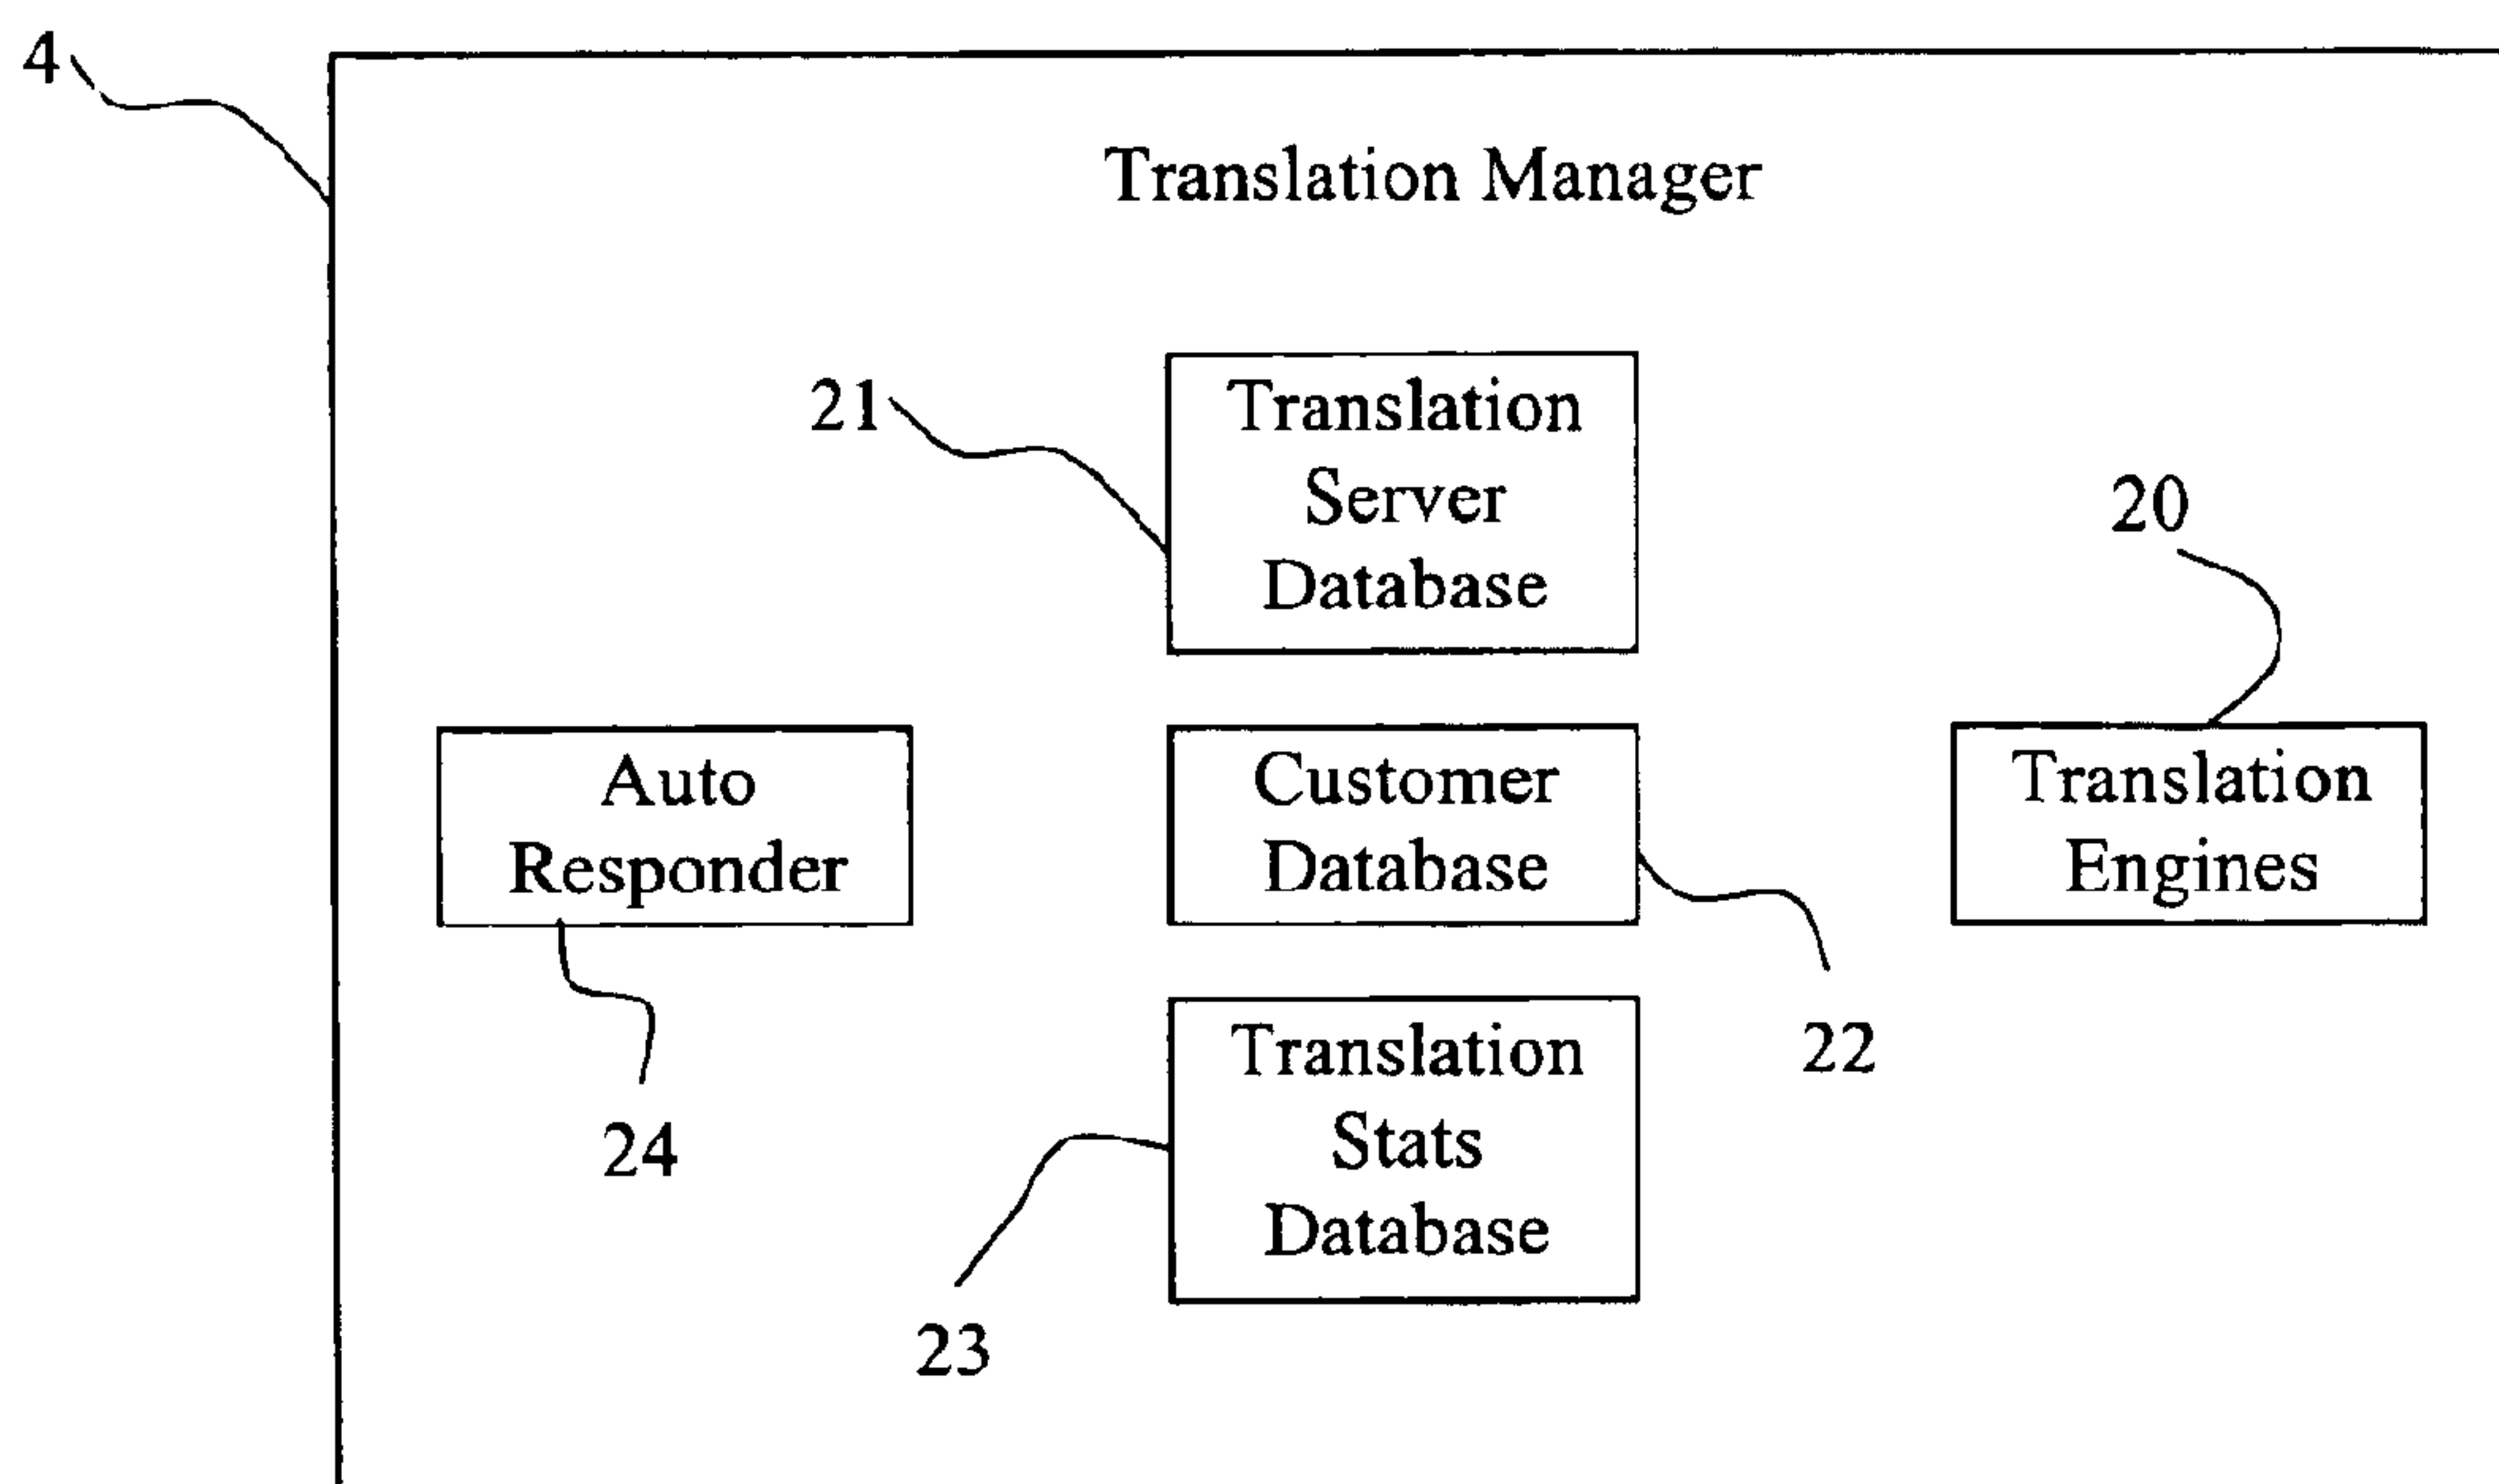 4
Translation Manager
21
Translation
Server
Database
20
Auto
Responder
Customer
Database
Translation
Engines
22
24
Translation
Stats
Database
23